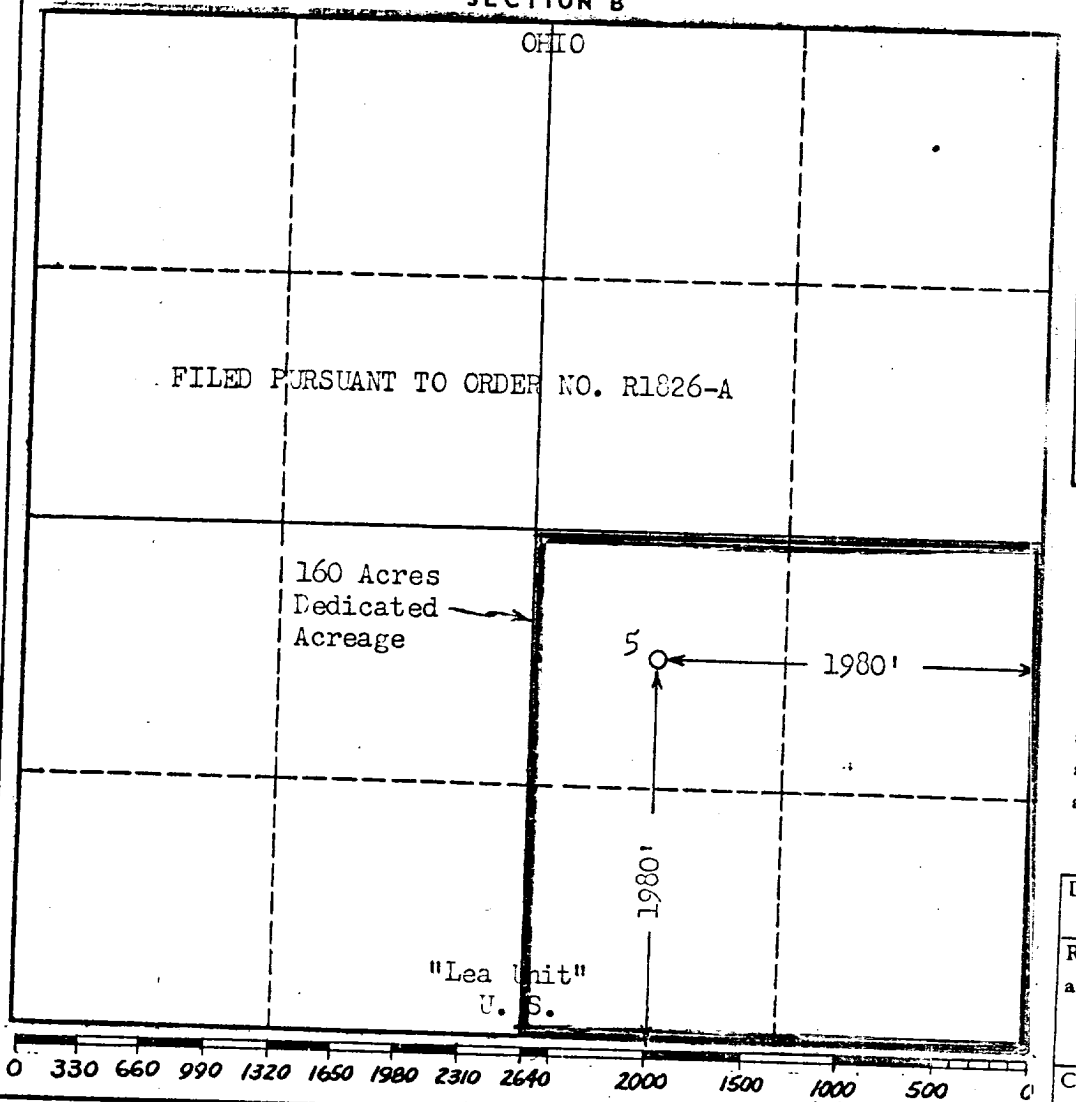 SECTION B
OHIO
FILED PURSUANT TO ORDER NO. R1826-A
160 Acres
Dedicated
Acreage
5
1980'
1980'
"Lea Unit"
U. S.
0 330 660 990 1320 1650 1980 2310 2640 2000 1500 1000 500 0